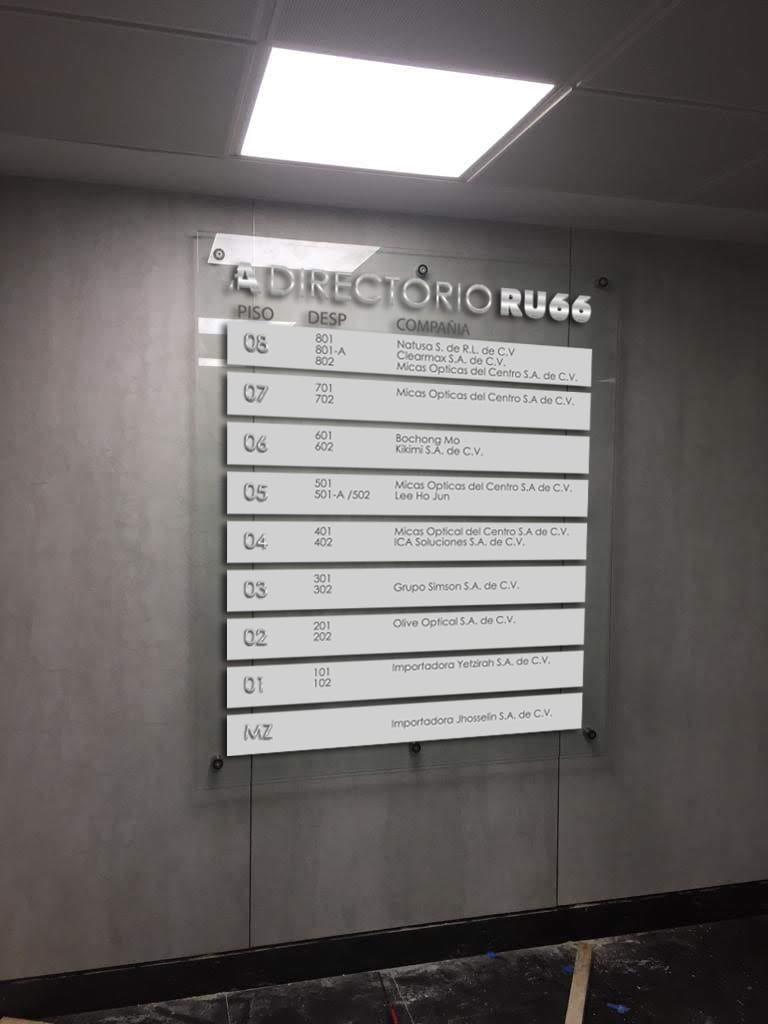 A DIRECTORIO RU66
PISO DESP COMPAÑIA
08 801 Natusa S. de R.L. de C.V
801-A Clearmax S.A. de C.V.
802 Micas Opticas del Centro S.A. de C.V.
07 701 Micas Opticas del Centro S.A de C.V.
702
06 601 Bochong Mo
602 Kikimi S.A. de C.V.
05 501 Micas Opticas del Centro S.A de C.V.
501-A /502 Lee Ho Jun
04 401 Micas Optical del Centro S.A de C.V.
402 ICA Soluciones S.A. de C.V.
03 301 Grupo Simson S.A. de C.V.
302
02 201 Olive Optical S.A. de C.V.
202
01 101 Importadora Yetzirah S.A. de C.V.
102
MZ Importadora Jhosselin S.A. de C.V.